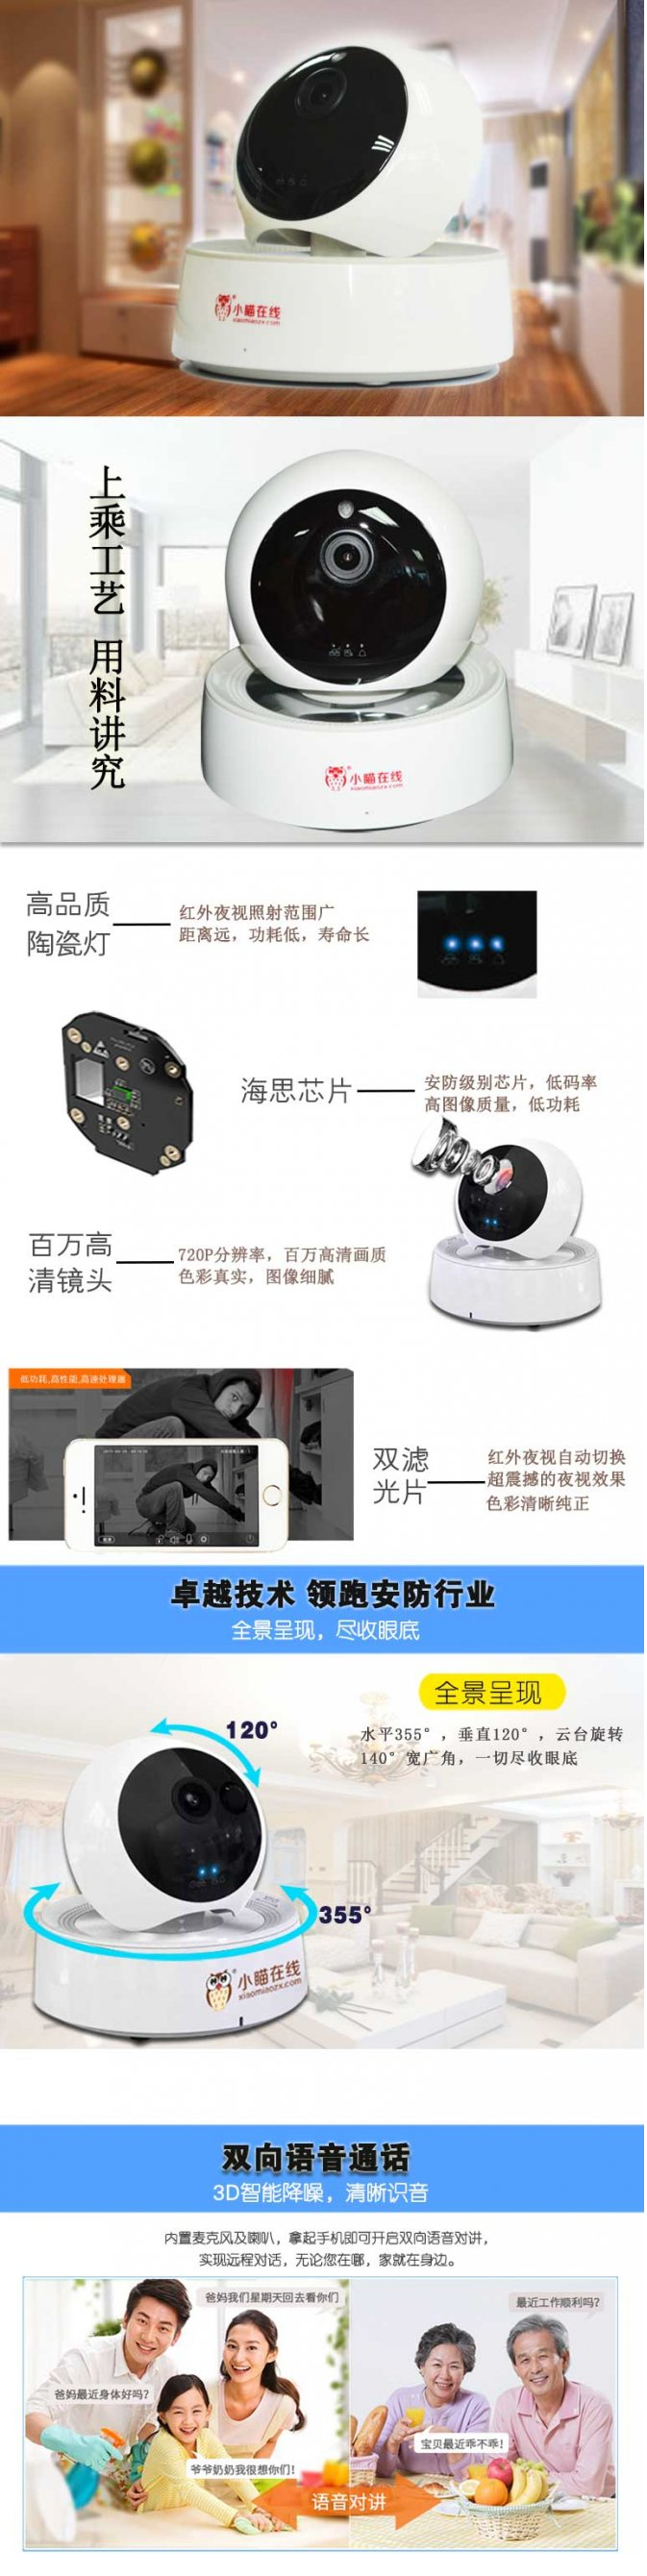 小瞄在线
xiaomiaozx.com
上乘工艺 用料讲究
小瞄在线
xiaomiaozx.com
高品质
陶瓷灯
红外夜视照射范围广
距离远，功耗低，寿命长
海思芯片
安防级别芯片，低码率
高图像质量，低功耗
百万高
清镜头
720P分辨率，百万高清画质
色彩真实，图像细腻
低功耗,高性能,高速处理器
双滤
光片
红外夜视自动切换
超震撼的夜视效果
色彩清晰纯正
卓越技术 领跑安防行业
全景呈现，尽收眼底
全景呈现
水平355°，垂直120°，云台旋转
140°宽广角，一切尽收眼底
120°
355°
小瞄在线
xiaomiaozx.com
双向语音通话
3D智能降噪，清晰识音
内置麦克风及喇叭，拿起手机即可开启双向语音对讲，
实现远程对话，无论您在哪，家就在身边。
爸妈我们星期天回去看你们
最近工作顺利吗?
爸妈最近身体好吗?
宝贝最近乖不乖!
爷爷奶奶我很想你们!
语音对讲